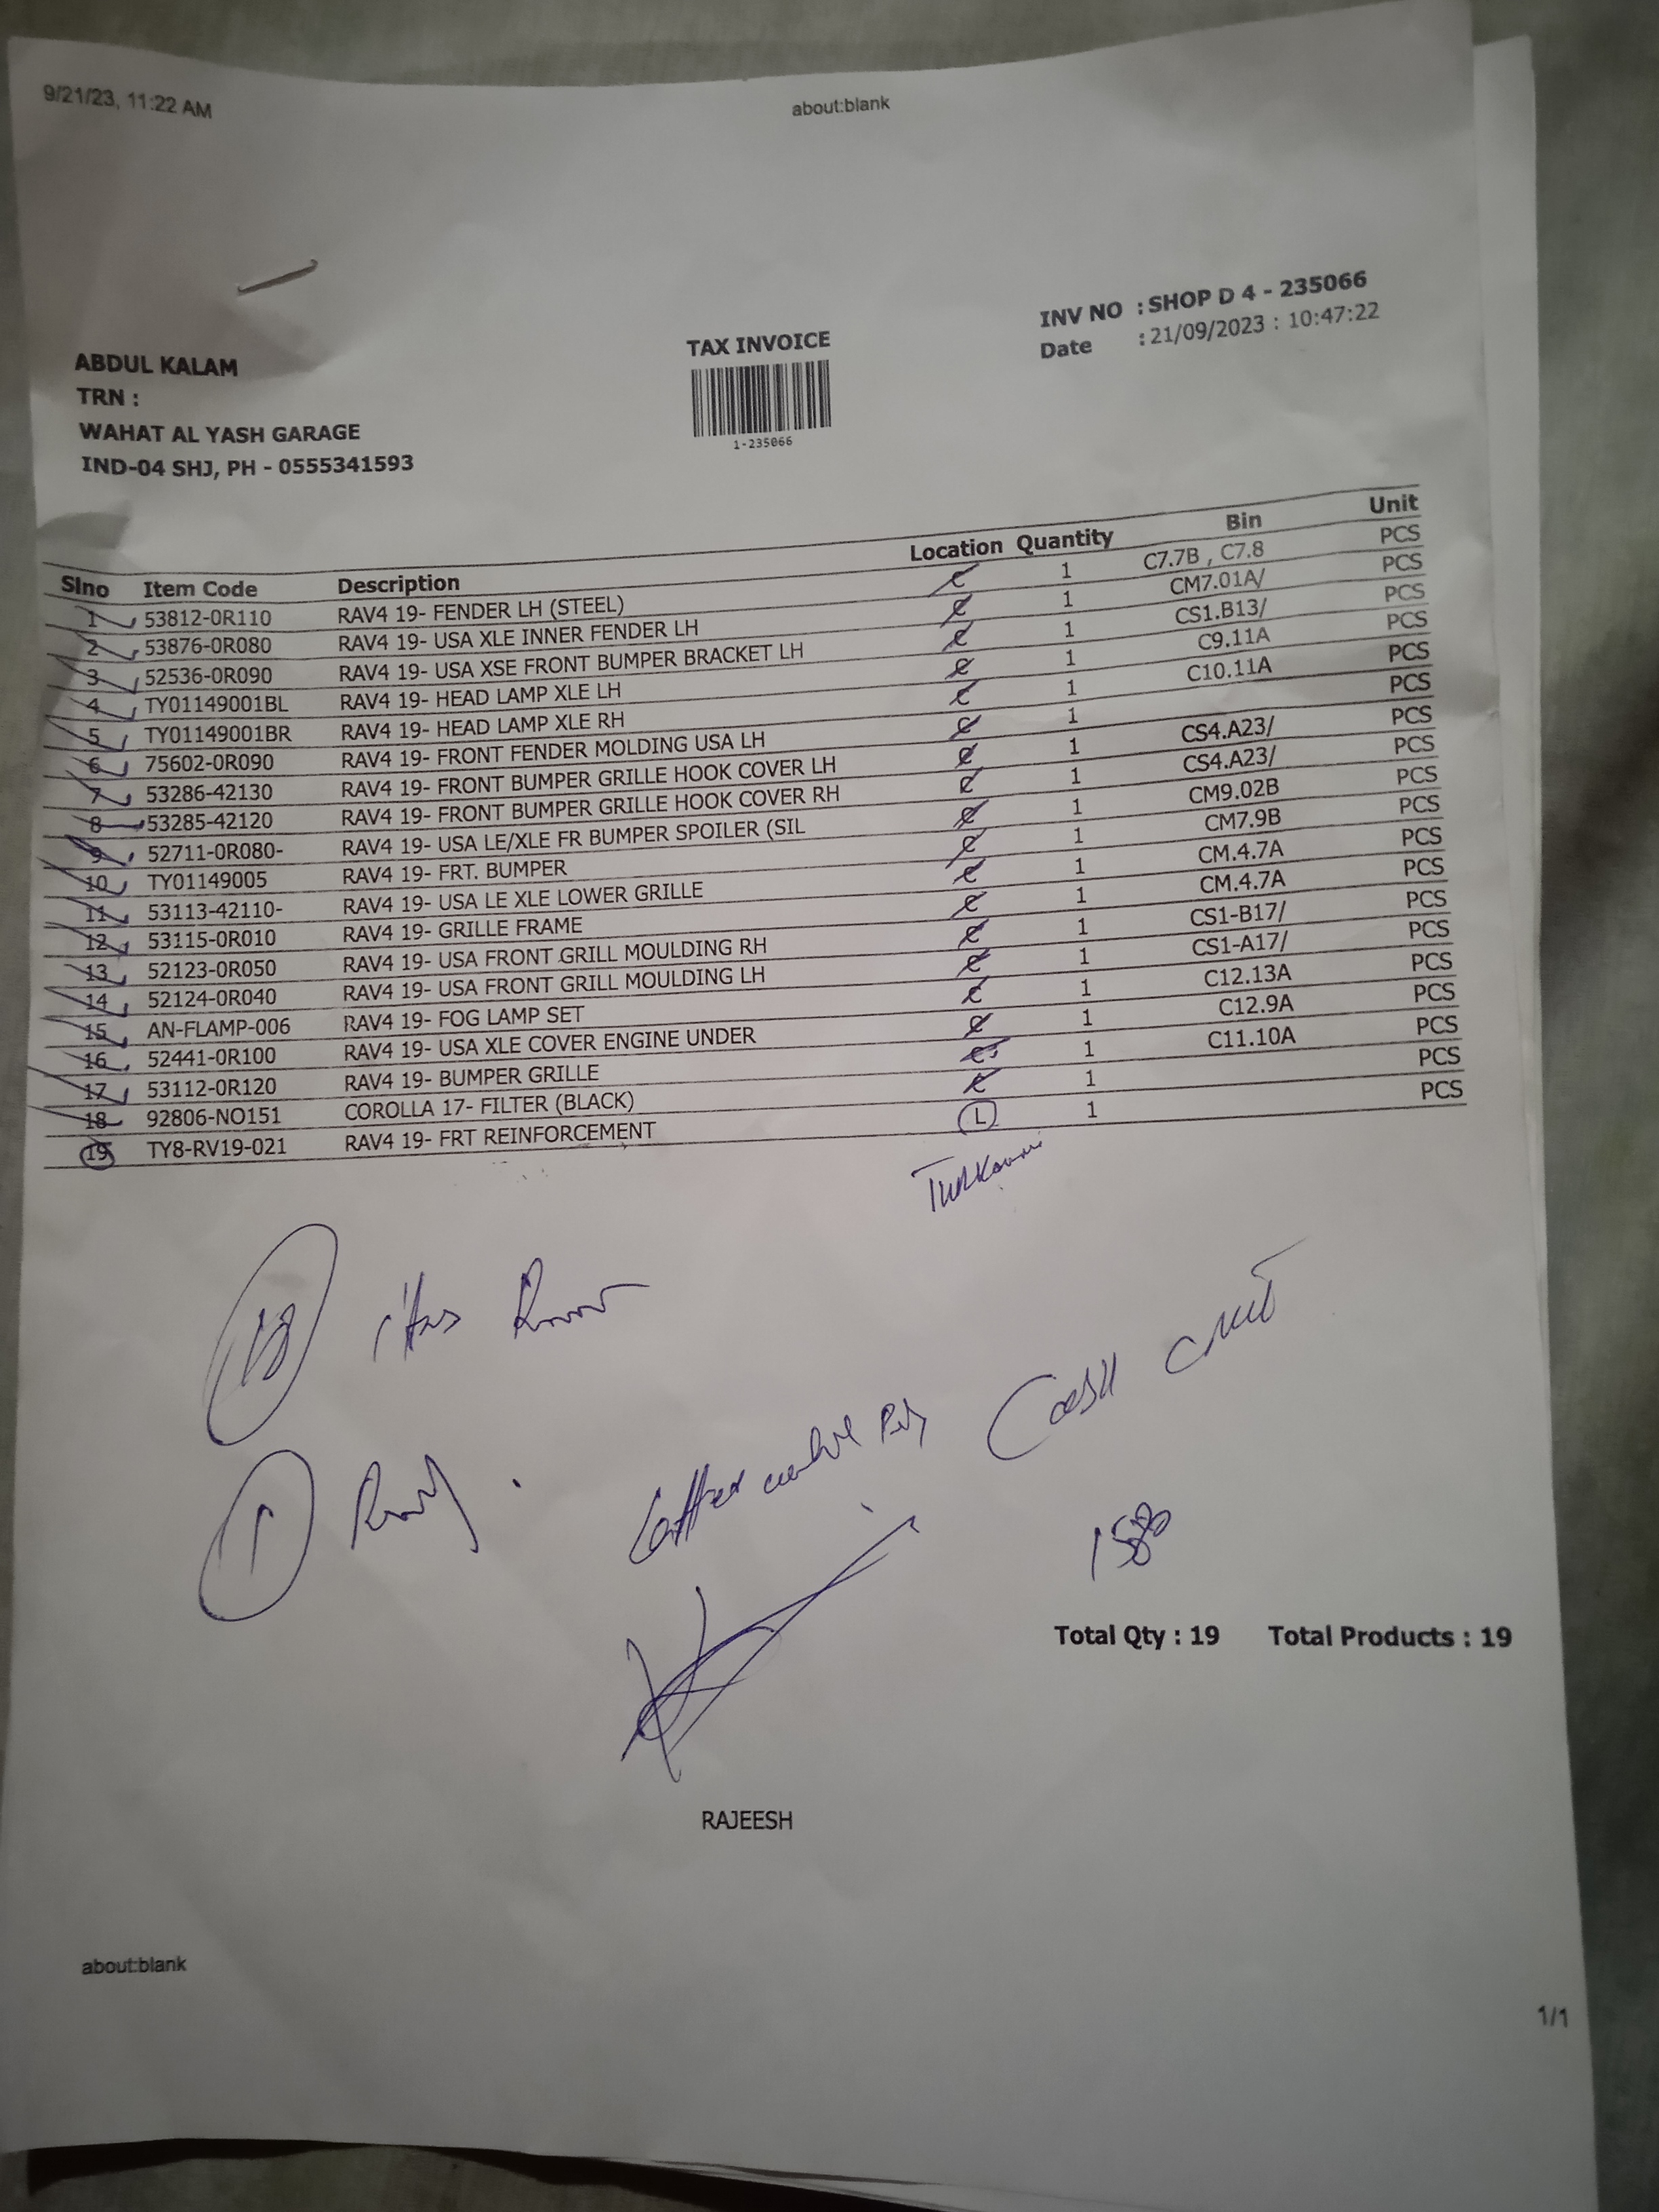 9/21/23, 11:22 AM about:blank
INV NO : SHOP D 4 - 235066
Date : 21/09/2023 : 10:47:22
TAX INVOICE
1-235066
ABDUL KALAM
TRN :
WAHAT AL YASH GARAGE
IND-04 SHJ, PH - 0555341593
Slno Item Code Description Location Quantity Bin Unit
1 53812-0R110 RAV4 19- FENDER LH (STEEL) C 1 C7.7B , C7.8 PCS
2 53876-0R080 RAV4 19- USA XLE INNER FENDER LH C 1 CM7.01A/ PCS
3 52536-0R090 RAV4 19- USA XSE FRONT BUMPER BRACKET LH C 1 CS1.B13/ PCS
4 TY01149001BL RAV4 19- HEAD LAMP XLE LH C 1 C9.11A PCS
5 TY01149001BR RAV4 19- HEAD LAMP XLE RH C 1 C10.11A PCS
6 75602-0R090 RAV4 19- FRONT FENDER MOLDING USA LH C 1 PCS
7 53286-42130 RAV4 19- FRONT BUMPER GRILLE HOOK COVER LH C 1 CS4.A23/ PCS
8 53285-42120 RAV4 19- FRONT BUMPER GRILLE HOOK COVER RH C 1 CS4.A23/ PCS
9 52711-0R080- RAV4 19- USA LE/XLE FR BUMPER SPOILER (SIL C 1 CM9.02B PCS
10 TY01149005 RAV4 19- FRT. BUMPER C 1 CM7.9B PCS
11 53113-42110- RAV4 19- USA LE XLE LOWER GRILLE C 1 CM.4.7A PCS
12 53115-0R010 RAV4 19- GRILLE FRAME C 1 CM.4.7A PCS
13 52123-0R050 RAV4 19- USA FRONT GRILL MOULDING RH C 1 CS1-B17/ PCS
14 52124-0R040 RAV4 19- USA FRONT GRILL MOULDING LH C 1 CS1-A17/ PCS
15 AN-FLAMP-006 RAV4 19- FOG LAMP SET C 1 C12.13A PCS
16 52441-0R100 RAV4 19- USA XLE COVER ENGINE UNDER C 1 C12.9A PCS
17 53112-0R120 RAV4 19- BUMPER GRILLE 1 C11.10A PCS
18 92806-NO151 COROLLA 17- FILTER (BLACK) C 1 PCS
19 TY8-RV19-021 RAV4 19- FRT REINFORCEMENT L 1 PCS
18
1
Total Qty : 19 Total Products : 19
RAJEESH
about:blank
1/1